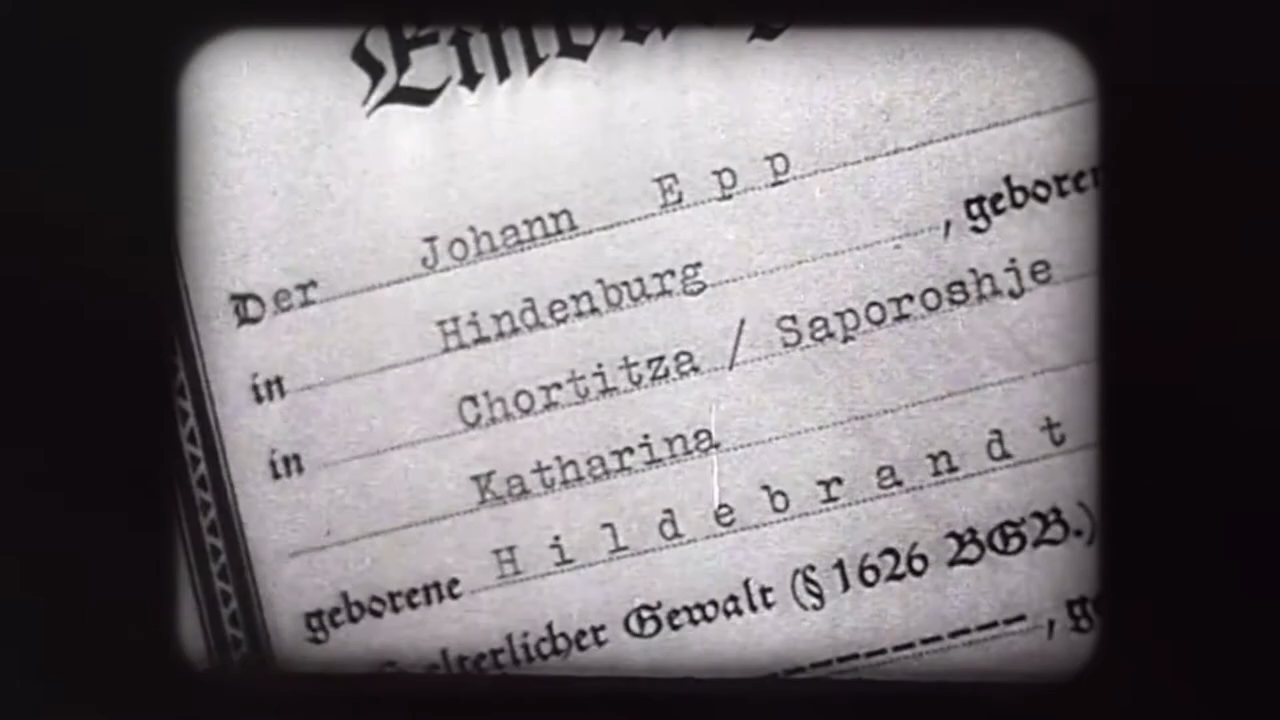 Der Johann Epp
in Hindenburg , geboren
in Chortitza / Saporoshje
Katharina
geborene Hildebrandt
elterlicher Gewalt (§ 1626 BGB.)